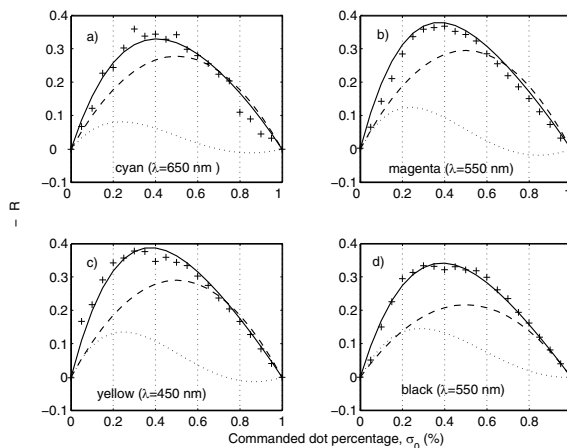 0.4
0.3
0.2
0.1
0
−0.1
0 0.2 0.4 0.6 0.8 1
a)
cyan (λ=650 nm )
0.4
0.3
0.2
0.1
0
−0.1
0 0.2 0.4 0.6 0.8 1
b)
magenta (λ=550 nm)
− R
0.4
0.3
0.2
0.1
0
−0.1
0 0.2 0.4 0.6 0.8 1
c)
yellow (λ=450 nm)
0.4
0.3
0.2
0.1
0
−0.1
0 0.2 0.4 0.6 0.8 1
d)
black (λ=550 nm)
Commanded dot percentage, σ0 (%)